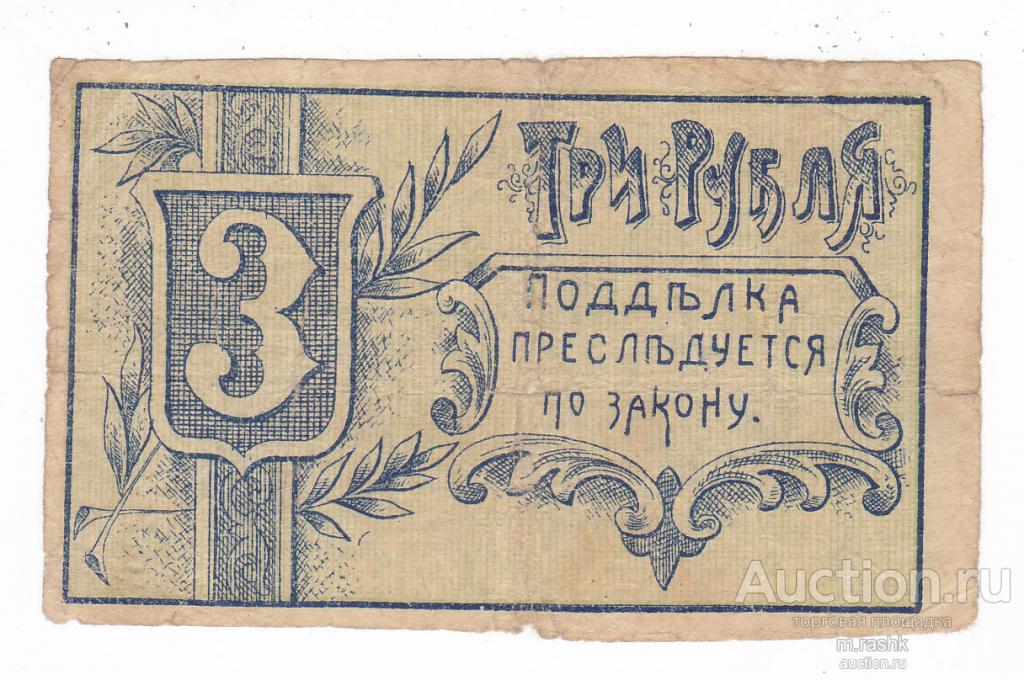 ТРИ РУБЛЯ
3
ПОДДѢЛКА
ПРЕСЛѢДУЕТСЯ
ПО ЗАКОНУ.
Auction.ru
торговая площадка
m.rashk
auction.ru